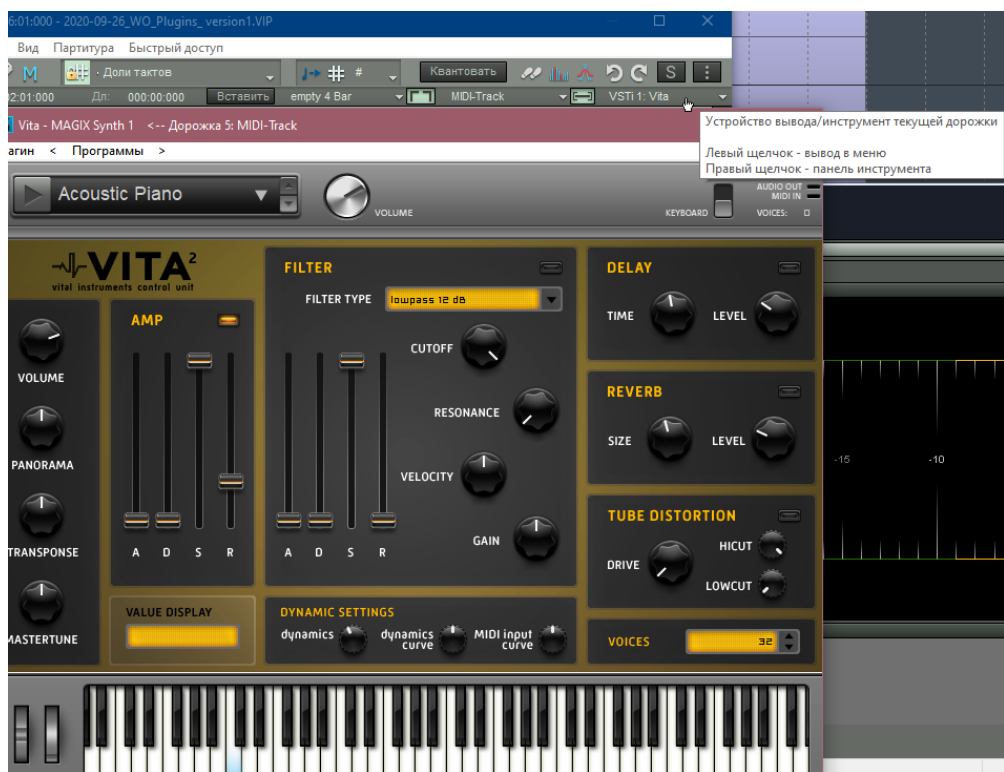 6:01:000 - 2020-09-26_WO_Plugins_ version1.VIP
Вид Партитура Быстрый доступ
M · Доли тактов # Квантовать S
02:01:000 Дл: 000:00:000 Вставить empty 4 Bar MIDI-Track VSTi 1: Vita
Устройство вывода/инструмент текущей дорожки
Левый щелчок - вывод в меню
Правый щелчок - панель инструмента
Vita - MAGIX Synth 1 <-- Дорожка 5: MIDI-Track
агин < Программы >
Acoustic Piano
VOLUME
KEYBOARD
AUDIO OUT
MIDI IN
VOICES:
VITA2
vital instruments control unit
VOLUME
PANORAMA
TRANSPONSE
MASTERTUNE
AMP
A D S R
VALUE DISPLAY
FILTER
FILTER TYPE lowpass 12 dB
CUTOFF
RESONANCE
VELOCITY
GAIN
A D S R
DYNAMIC SETTINGS
dynamics
dynamics curve
MIDI input curve
DELAY
TIME LEVEL
REVERB
SIZE LEVEL
TUBE DISTORTION
DRIVE
HICUT
LOWCUT
VOICES 32
-15 -10